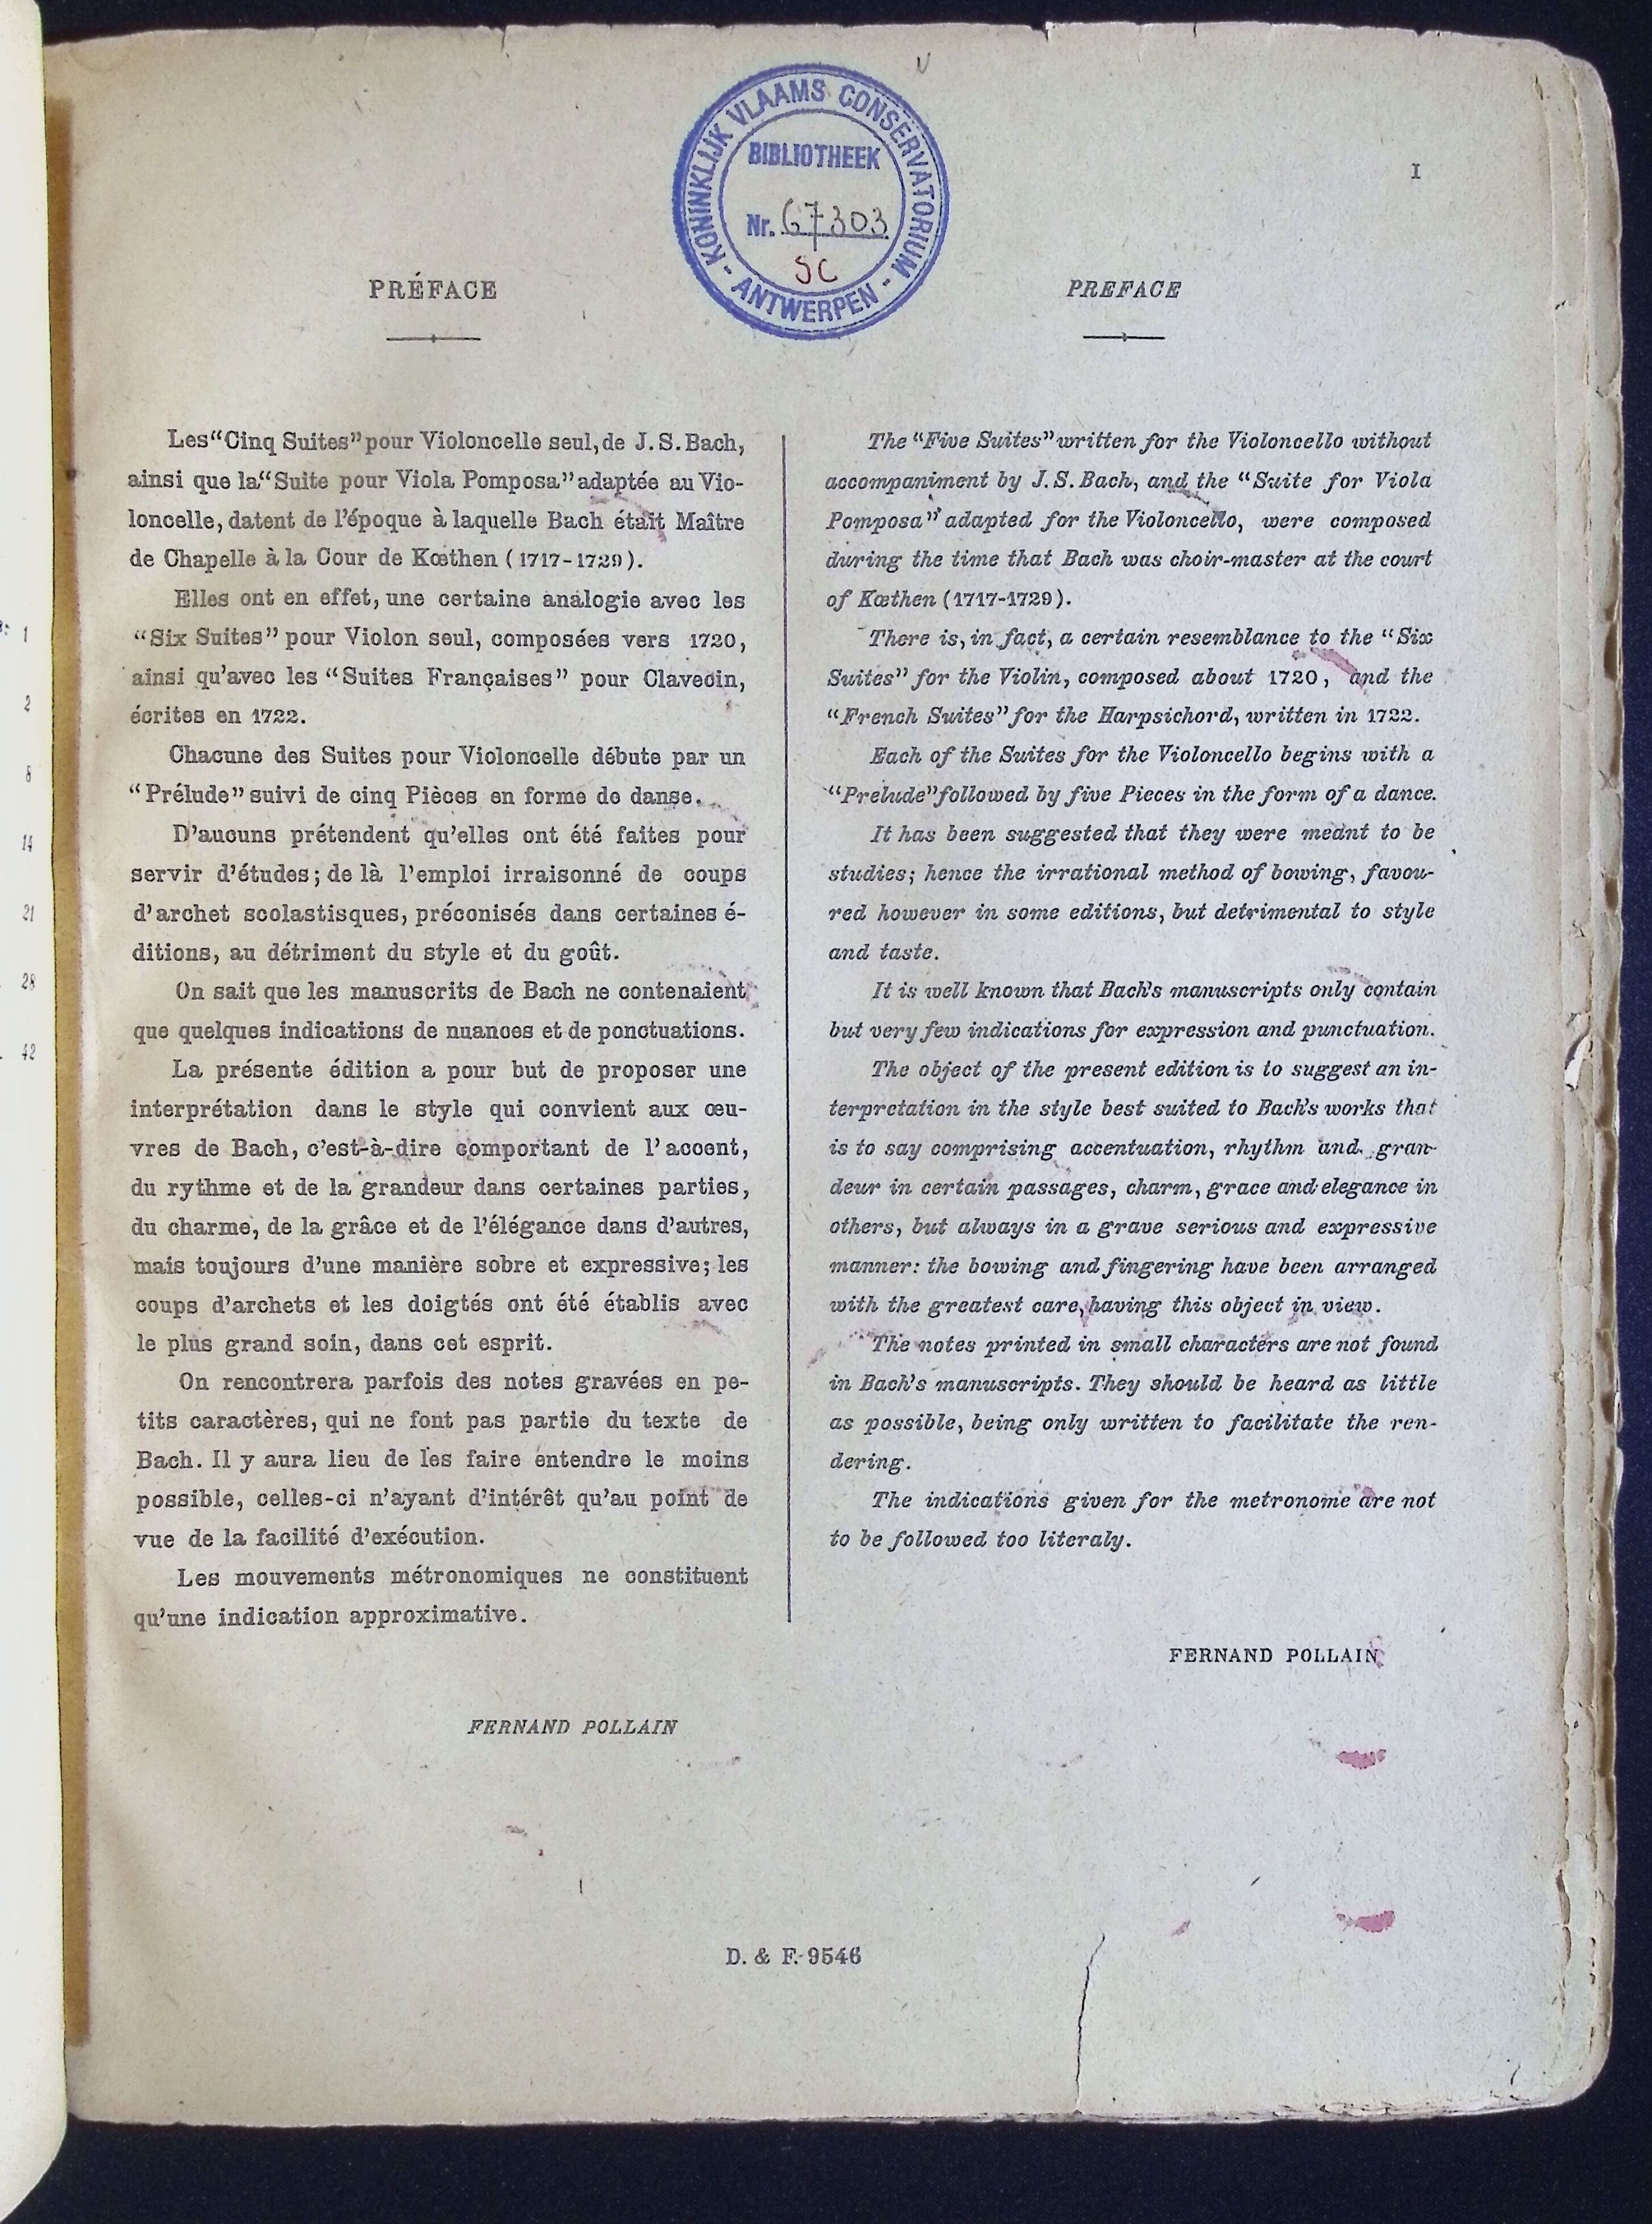 KONINKLIJK VLAAMS CONSERVATORIUM - ANTWERPEN -
BIBLIOTHEEK
Nr. 67303
SC
I
PRÉFACE
Les “Cinq Suites” pour Violoncelle seul, de J. S. Bach,
ainsi que la “Suite pour Viola Pomposa” adaptée au Vio-
loncelle, datent de l’époque à laquelle Bach était Maître
de Chapelle à la Cour de Kœthen (1717-1729).
Elles ont en effet, une certaine analogie avec les
“Six Suites” pour Violon seul, composées vers 1720,
ainsi qu’avec les “Suites Françaises” pour Clavecin,
écrites en 1722.
Chacune des Suites pour Violoncelle débute par un
“Prélude” suivi de cinq Pièces en forme de danse.
D’aucuns prétendent qu’elles ont été faites pour
servir d’études; de là l’emploi irraisonné de coups
d’archet scolastisques, préconisés dans certaines é-
ditions, au détriment du style et du goût.
On sait que les manuscrits de Bach ne contenaient
que quelques indications de nuances et de ponctuations.
La présente édition a pour but de proposer une
interprétation dans le style qui convient aux œu-
vres de Bach, c’est-à-dire comportant de l’accent,
du rythme et de la grandeur dans certaines parties,
du charme, de la grâce et de l’élégance dans d’autres,
mais toujours d’une manière sobre et expressive; les
coups d’archets et les doigtés ont été établis avec
le plus grand soin, dans cet esprit.
On rencontrera parfois des notes gravées en pe-
tits caractères, qui ne font pas partie du texte de
Bach. Il y aura lieu de les faire entendre le moins
possible, celles-ci n’ayant d’intérêt qu’au point de
vue de la facilité d’exécution.
Les mouvements métronomiques ne constituent
qu’une indication approximative.
FERNAND POLLAIN
PREFACE
The “Five Suites” written for the Violoncello without
accompaniment by J. S. Bach, and the “Suite for Viola
Pomposa” adapted for the Violoncello, were composed
during the time that Bach was choir-master at the court
of Kœthen (1717-1729).
There is, in fact, a certain resemblance to the “Six
Suites” for the Violin, composed about 1720, and the
“French Suites” for the Harpsichord, written in 1722.
Each of the Suites for the Violoncello begins with a
“Prelude” followed by five Pieces in the form of a dance.
It has been suggested that they were meant to be
studies; hence the irrational method of bowing, favou-
red however in some editions, but detrimental to style
and taste.
It is well known that Bach’s manuscripts only contain
but very few indications for expression and punctuation.
The object of the present edition is to suggest an in-
terpretation in the style best suited to Bach’s works that
is to say comprising accentuation, rhythm and gran-
deur in certain passages, charm, grace and elegance in
others, but always in a grave serious and expressive
manner: the bowing and fingering have been arranged
with the greatest care, having this object in view.
The notes printed in small characters are not found
in Bach’s manuscripts. They should be heard as little
as possible, being only written to facilitate the ren-
dering.
The indications given for the metronome are not
to be followed too literaly.
FERNAND POLLAIN
D. & F. 9546
1
2
8
14
21
28
42